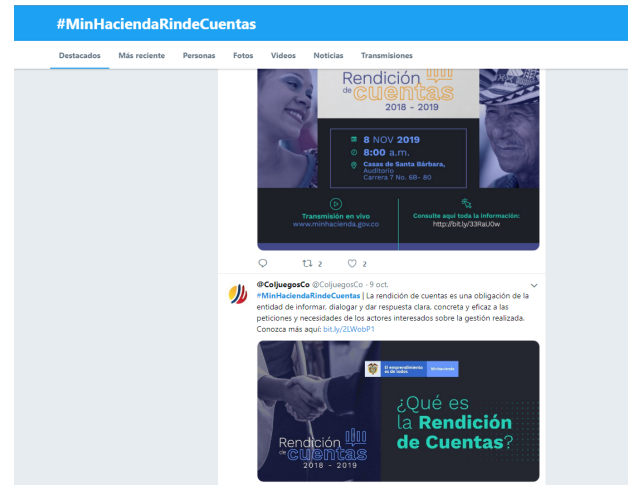 #MinHaciendaRindeCuentas
Destacados Más reciente Personas Fotos Videos Noticias Transmisiones
Rendición
de cuentas
2018 - 2019
8 NOV 2019
8:00 a.m.
Casas de Santa Bárbara,
Auditorio
Carrera 7 No. 6B- 80
Transmisión en vivo
www.minhacienda.gov.co
Consulte aquí toda la información:
http://bit.ly/33RaU0w
2 2
@ColjuegosCo @ColjuegosCo · 9 oct.
#MinHaciendaRindeCuentas | La rendición de cuentas es una obligación de la
entidad de informar, dialogar y dar respuesta clara, concreta y eficaz a las
peticiones y necesidades de los actores interesados sobre la gestión realizada.
Conozca más aquí: bit.ly/2LWobP1
El emprendimiento
es de todos
Minhacienda
¿Qué es
la Rendición
de Cuentas?
Rendición
de cuentas
2018 - 2019